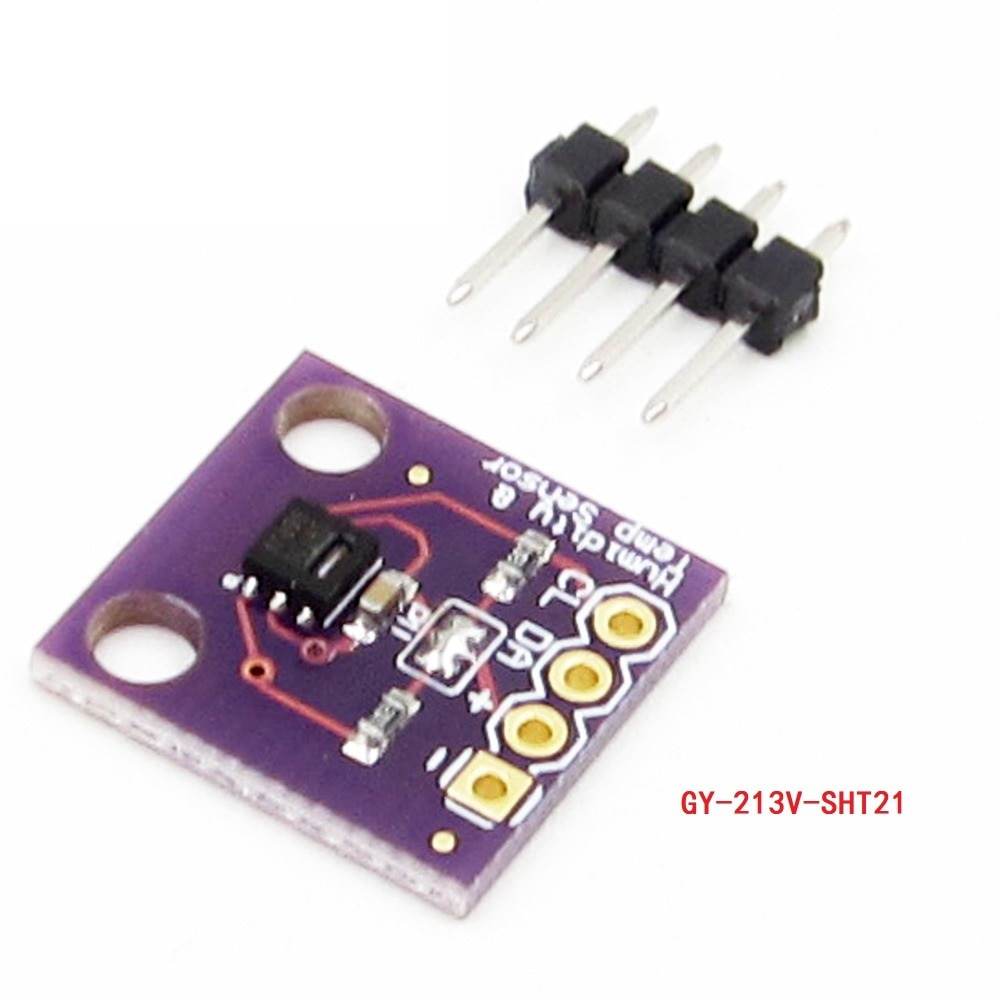 Humidity &
Temp Sensor
CL
DA
+
-
GY-213V-SHT21